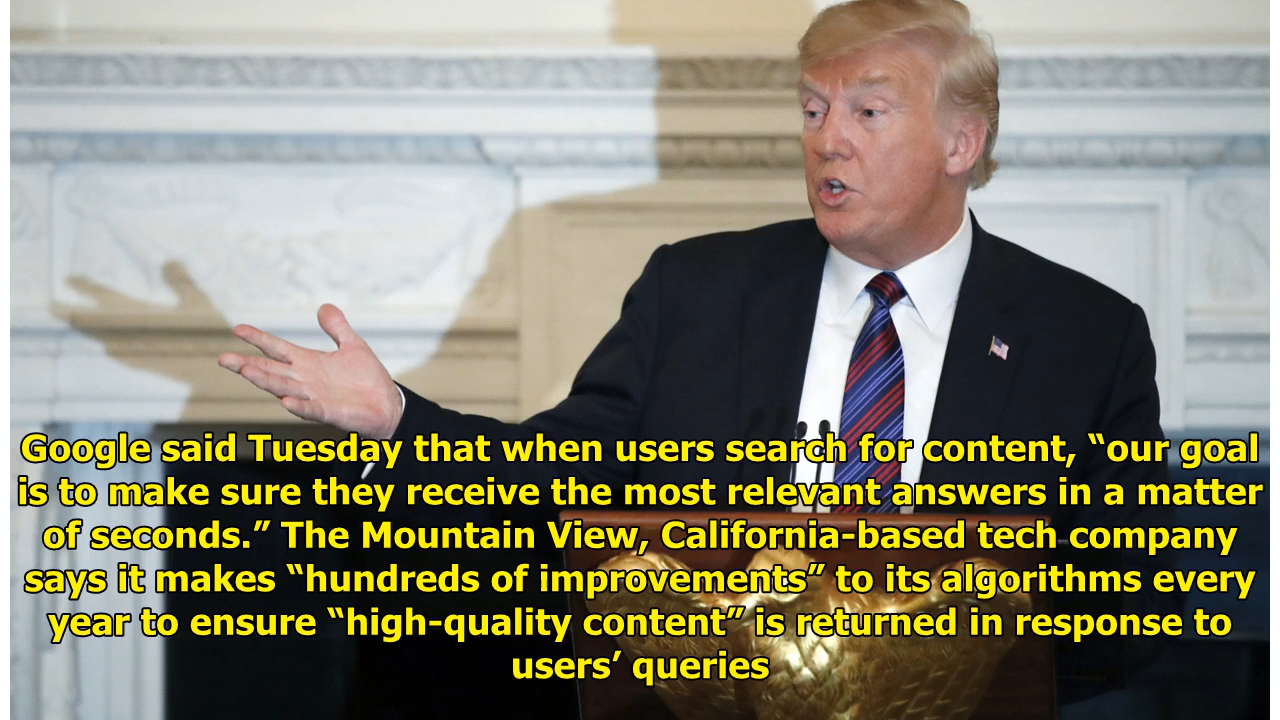 Google said Tuesday that when users search for content, “our goal
is to make sure they receive the most relevant answers in a matter
of seconds.” The Mountain View, California-based tech company
says it makes “hundreds of improvements” to its algorithms every
year to ensure “high-quality content” is returned in response to
users’ queries